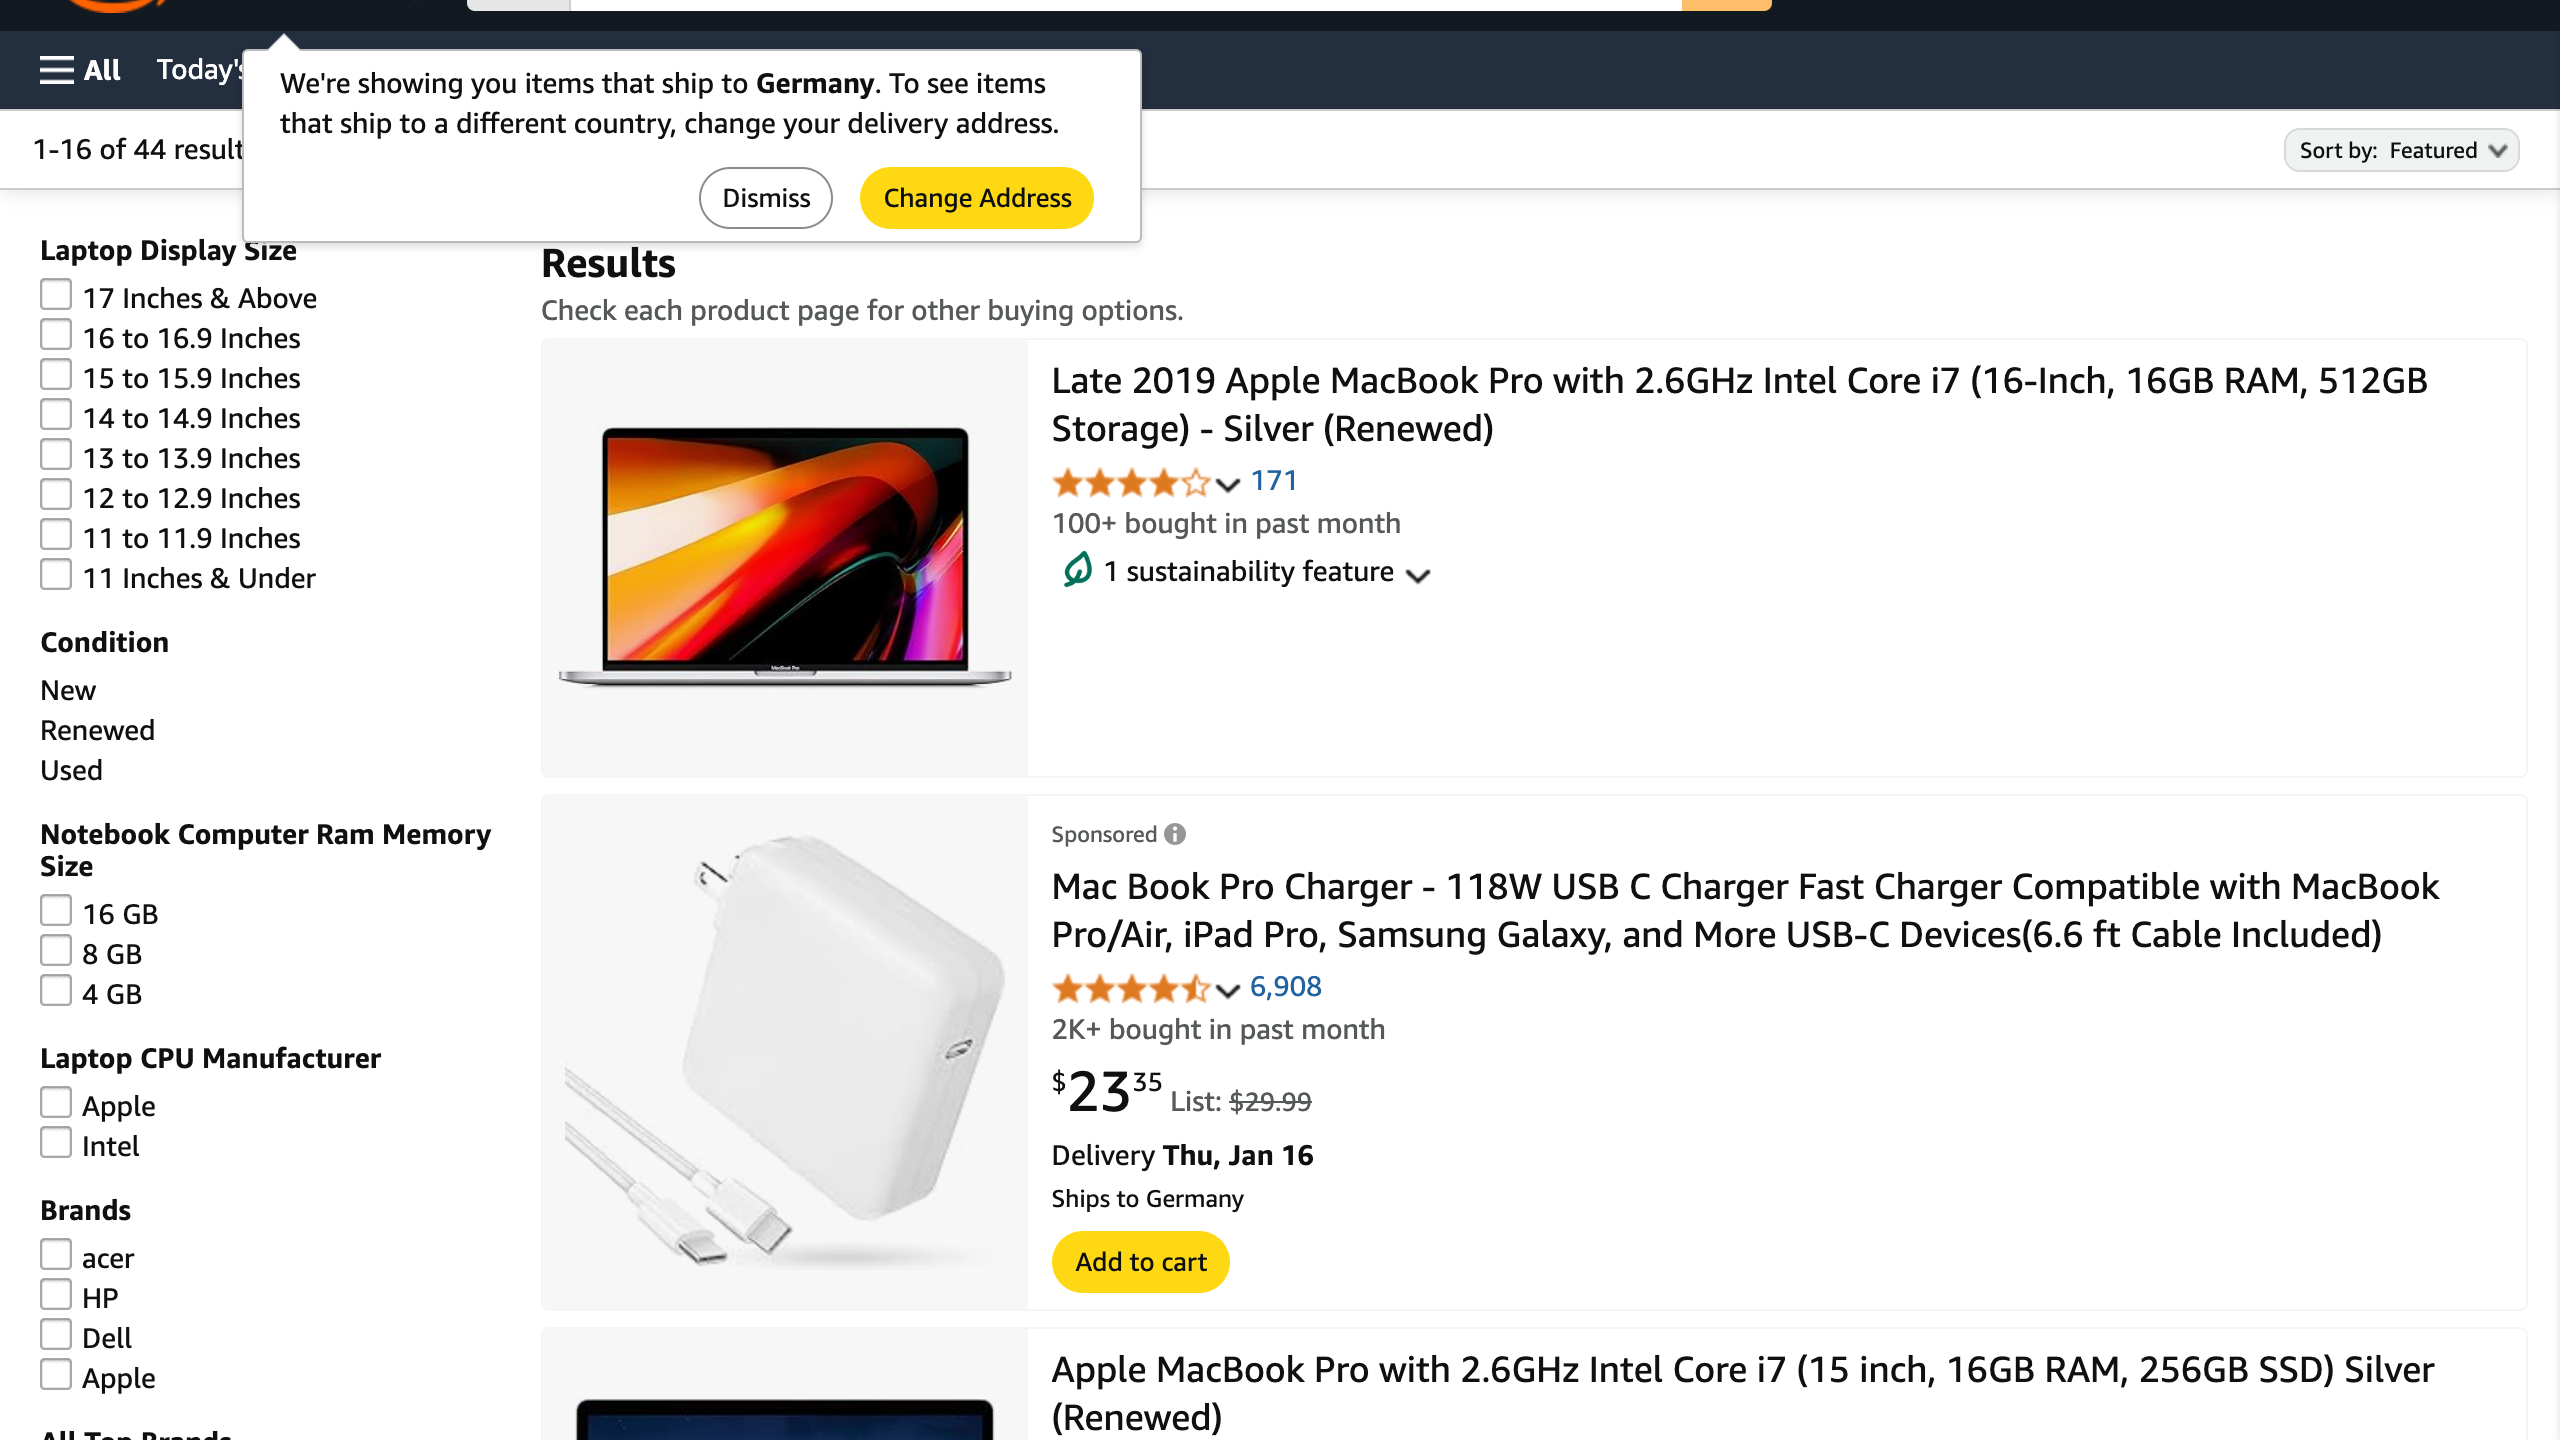 All Today's
We're showing you items that ship to Germany. To see items
that ship to a different country, change your delivery address.
Dismiss Change Address
1-16 of 44 result
Sort by: Featured
Laptop Display Size
17 Inches & Above
16 to 16.9 Inches
15 to 15.9 Inches
14 to 14.9 Inches
13 to 13.9 Inches
12 to 12.9 Inches
11 to 11.9 Inches
11 Inches & Under
Condition
New
Renewed
Used
Notebook Computer Ram Memory
Size
16 GB
8 GB
4 GB
Laptop CPU Manufacturer
Apple
Intel
Brands
acer
HP
Dell
Apple
All Top Brands
Results
Check each product page for other buying options.
MacBook Pro
Late 2019 Apple MacBook Pro with 2.6GHz Intel Core i7 (16-Inch, 16GB RAM, 512GB
Storage) - Silver (Renewed)
171
100+ bought in past month
1 sustainability feature
Sponsored
Mac Book Pro Charger - 118W USB C Charger Fast Charger Compatible with MacBook
Pro/Air, iPad Pro, Samsung Galaxy, and More USB-C Devices(6.6 ft Cable Included)
6,908
2K+ bought in past month
$23 35 List: $29.99
Delivery Thu, Jan 16
Ships to Germany
Add to cart
Apple MacBook Pro with 2.6GHz Intel Core i7 (15 inch, 16GB RAM, 256GB SSD) Silver
(Renewed)